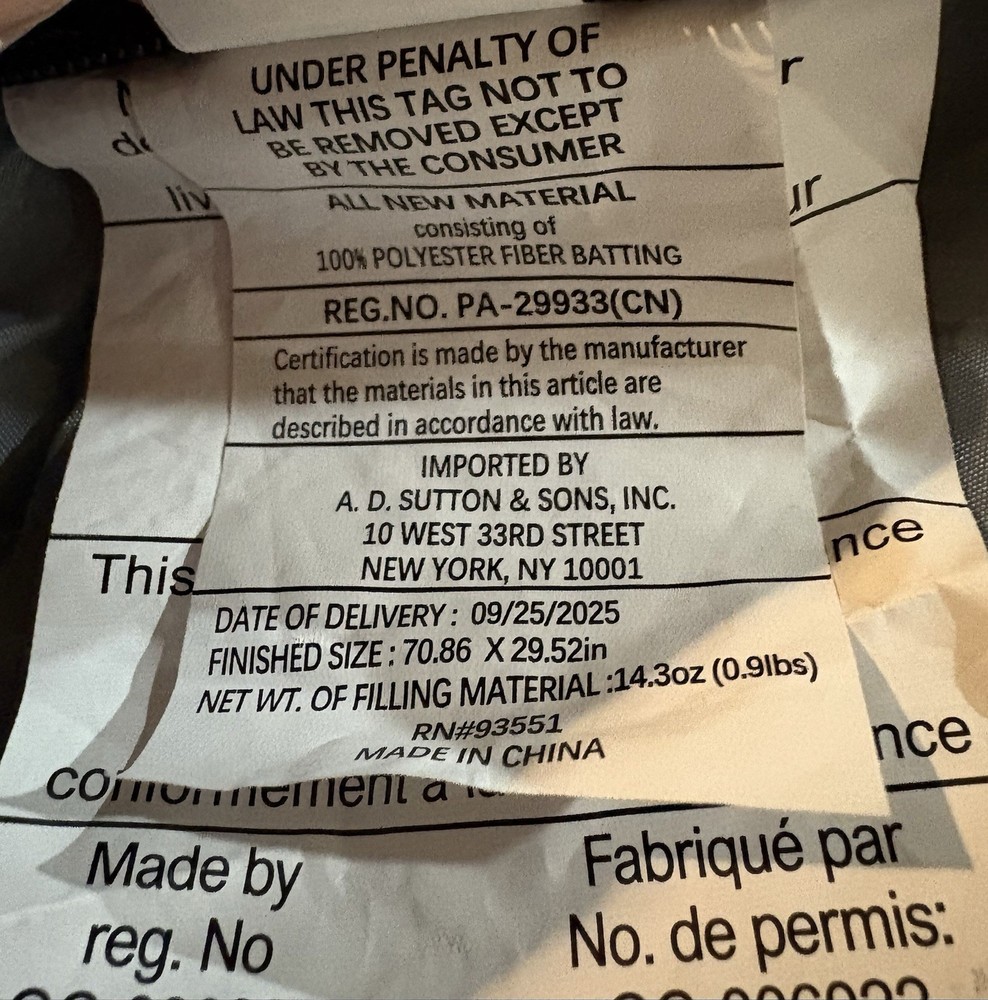 UNDER PENALTY OF
LAW THIS TAG NOT TO
BE REMOVED EXCEPT
BY THE CONSUMER
ALL NEW MATERIAL
consisting of
100% POLYESTER FIBER BATTING
REG.NO. PA-29933(CN)
Certification is made by the manufacturer
that the materials in this article are
described in accordance with law.
IMPORTED BY
A. D. SUTTON & SONS, INC.
10 WEST 33RD STREET
NEW YORK, NY 10001
DATE OF DELIVERY : 09/25/2025
FINISHED SIZE : 70.86 X 29.52in
NET WT. OF FILLING MATERIAL :14.3oz (0.9lbs)
RN#93551
MADE IN CHINA
This
Made by
reg. No
Fabriqué par
No. de permis: